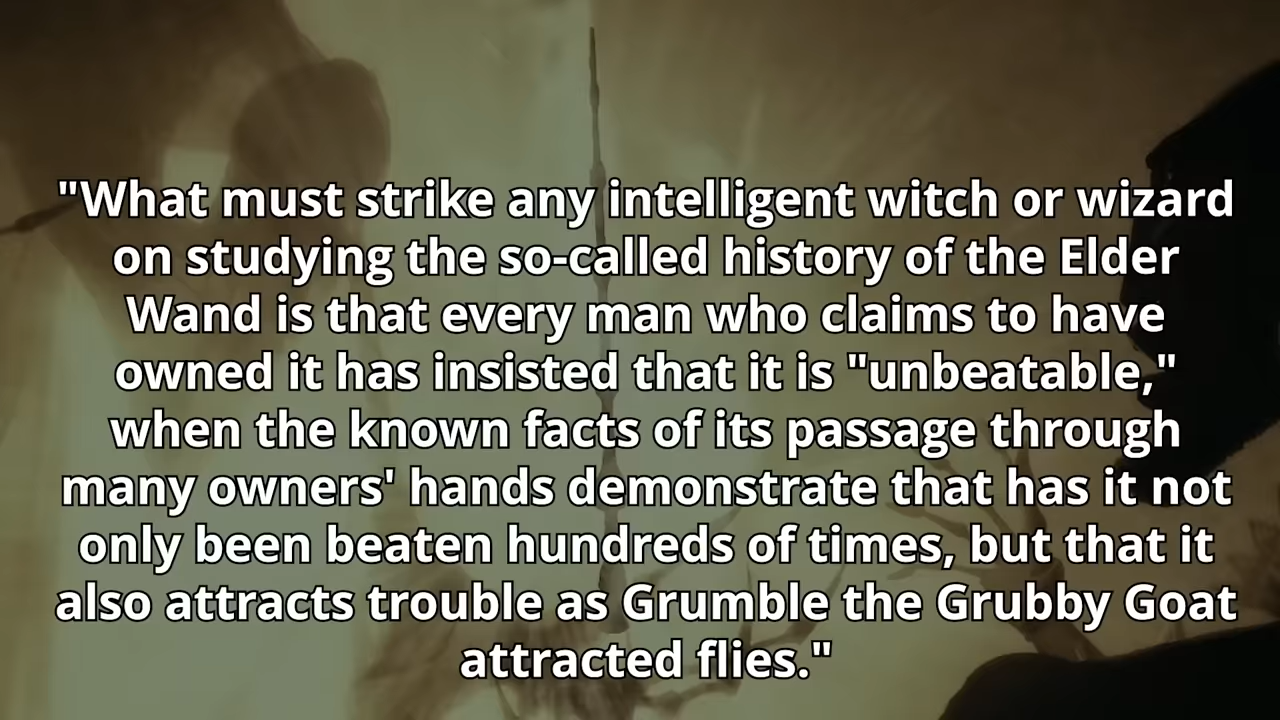 "What must strike any intelligent witch or wizard
on studying the so-called history of the Elder
Wand is that every man who claims to have
owned it has insisted that it is "unbeatable,"
when the known facts of its passage through
many owners' hands demonstrate that has it not
only been beaten hundreds of times, but that it
also attracts trouble as Grumble the Grubby Goat
attracted flies."